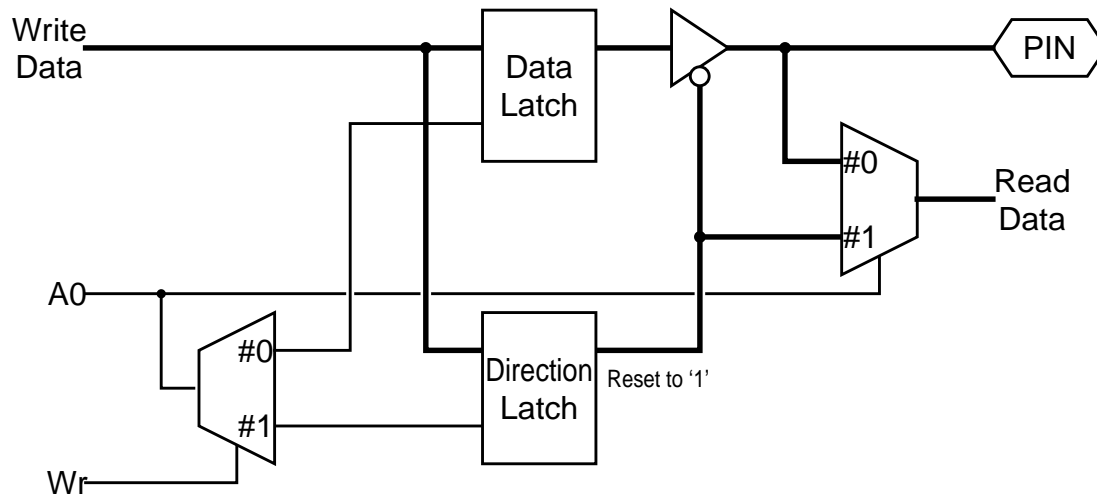 Write
Data
Data
Latch
PIN
#0
#1
Read
Data
A0
#0
#1
Direction
Latch
Reset to ‘1’
Wr